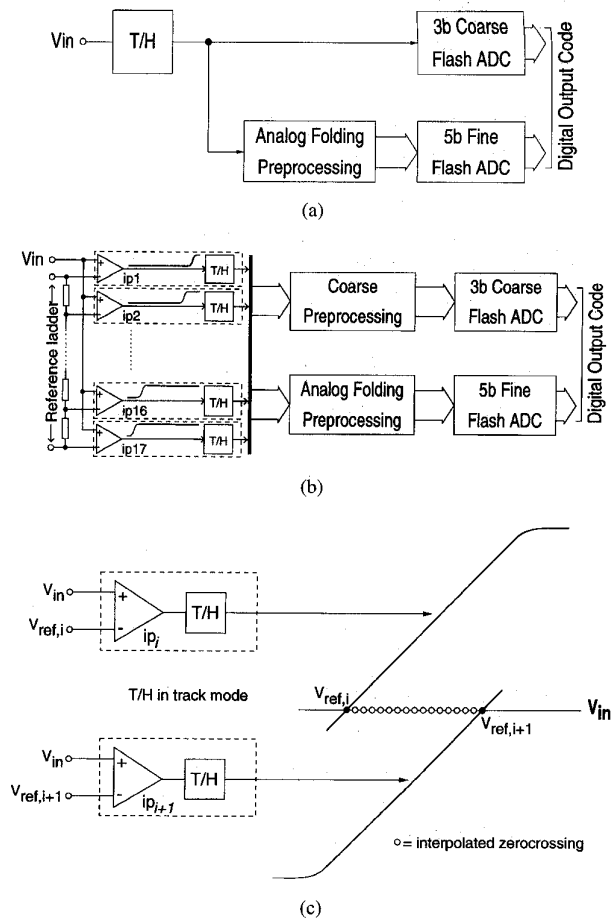 Vin
T/H
3b Coarse
Flash ADC
Analog Folding
Preprocessing
5b Fine
Flash ADC
Digital Output Code
(a)
Vin
Reference ladder
ip1
T/H
ip2
T/H
ip16
T/H
ip17
T/H
Coarse
Preprocessing
3b Coarse
Flash ADC
Analog Folding
Preprocessing
5b Fine
Flash ADC
Digital Output Code
(b)
Vin
Vref,i
+
-
ipi
T/H
T/H in track mode
Vref,i
Vin
Vref,i+1
Vin
Vref,i+1
+
-
ipi+1
T/H
o = interpolated zerocrossing
(c)